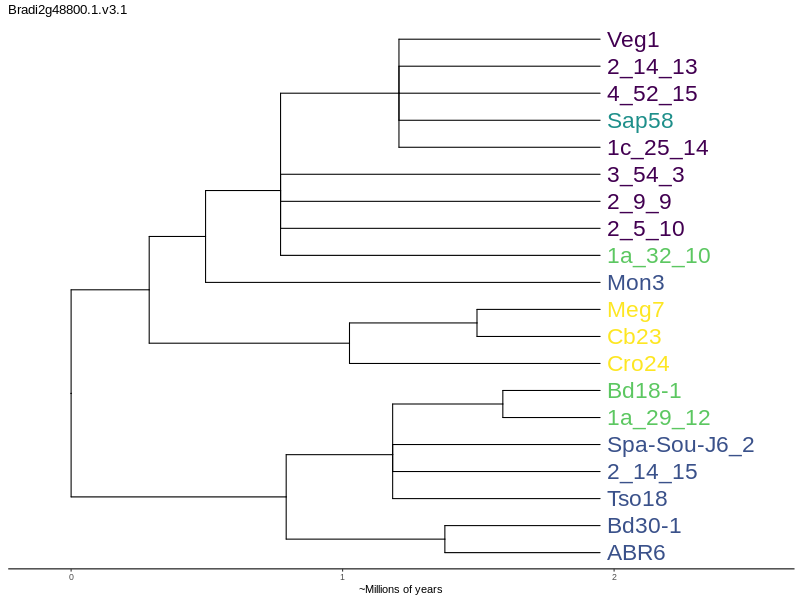 Bradi2g48800.1.v3.1
Veg1
2_14_13
4_52_15
Sap58
1c_25_14
3_54_3
2_9_9
2_5_10
1a_32_10
Mon3
Meg7
Cb23
Cro24
Bd18-1
1a_29_12
Spa-Sou-J6_2
2_14_15
Tso18
Bd30-1
ABR6
0 1 2
~Millions of years